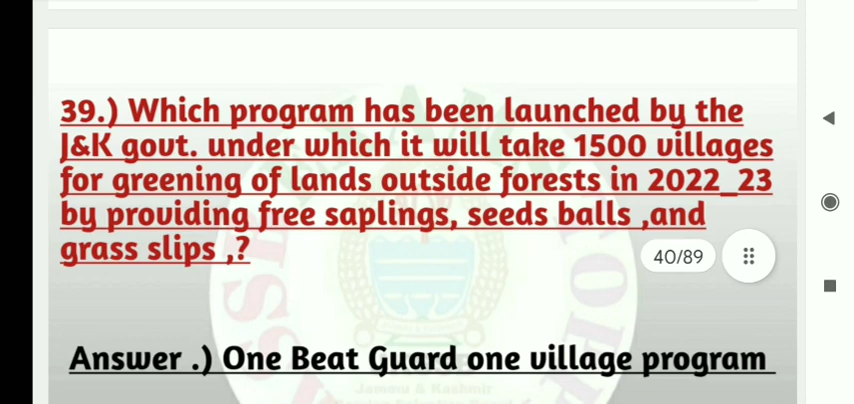 39.) Which program has been launched by the
J&K govt. under which it will take 1500 villages
for greening of lands outside forests in 2022_23
by providing free saplings, seeds balls ,and
grass slips ,?
40/89
Answer .) One Beat Guard one village program
Jammu & Kashmir